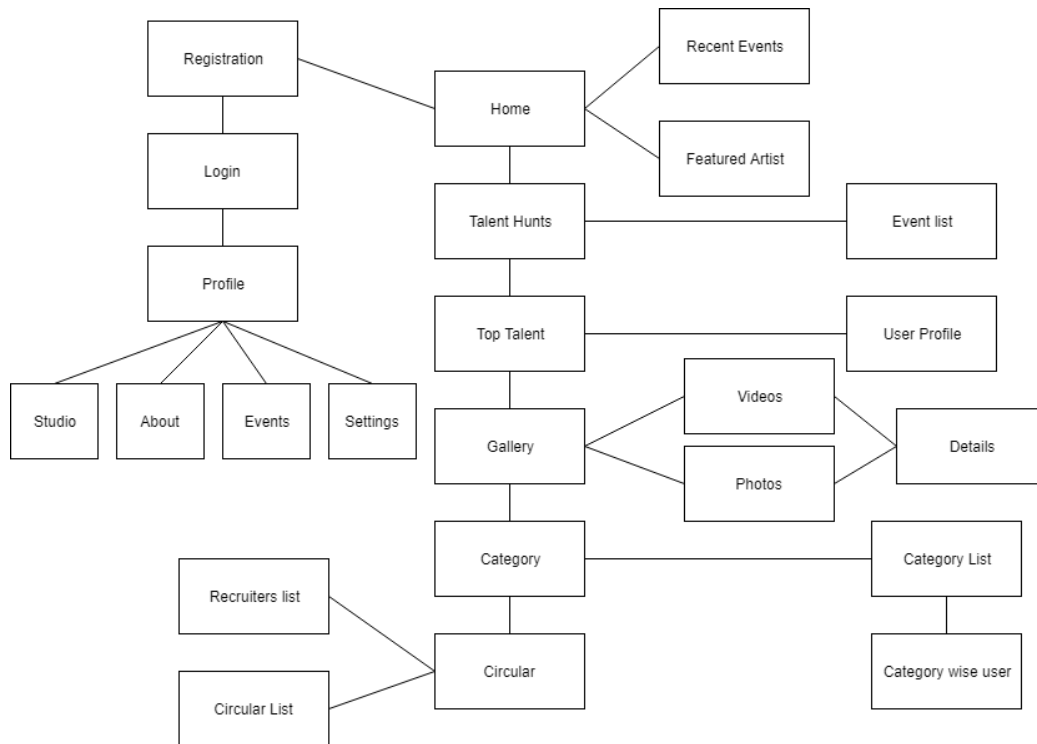 Registration
Recent Events
Home
Login
Featured Artist
Talent Hunts
Event list
Profile
Top Talent
User Profile
Studio
About
Events
Settings
Videos
Gallery
Details
Photos
Category
Category List
Recruiters list
Circular
Category wise user
Circular List